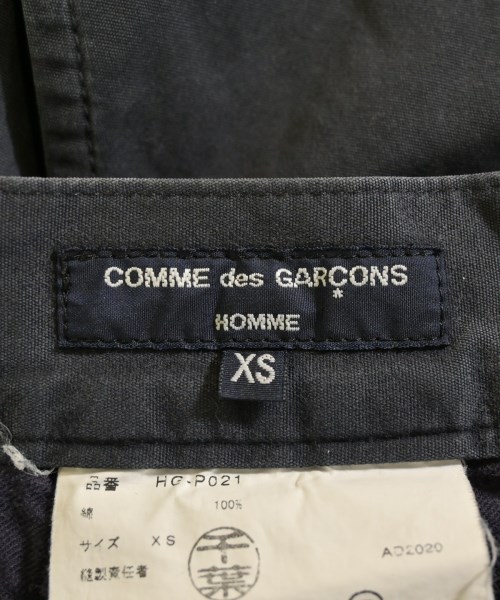 COMME des GARÇONS
HOMME
XS
品番 HG-P021
綿 100%
サイズ XS
千葉
AD2020
縫製責任者